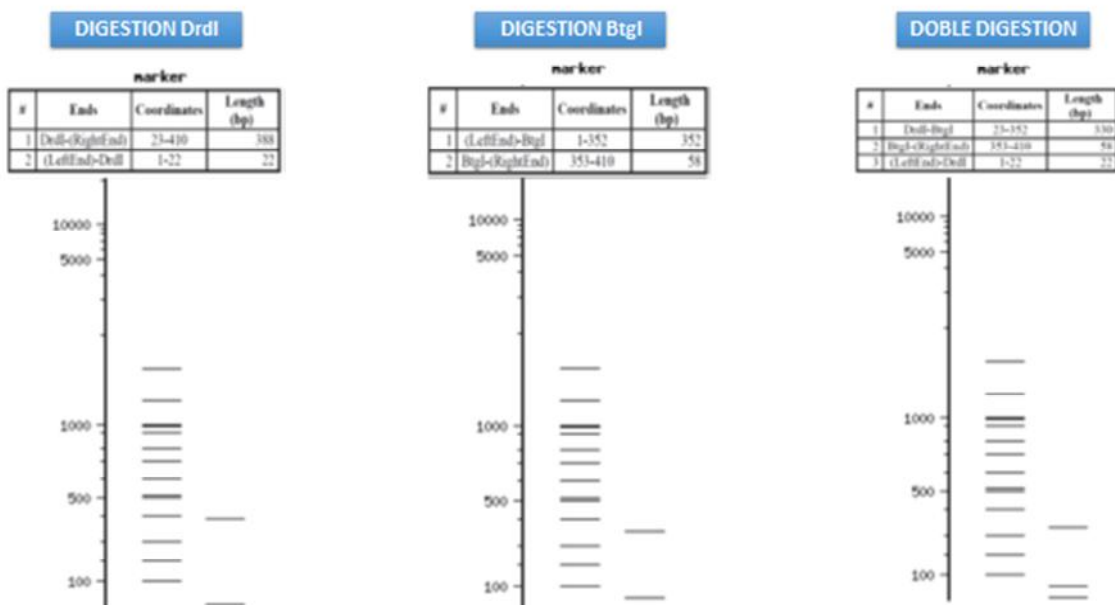 DIGESTION DrdI
marker
# Ends Coordinates Length (bp)
1 DrdI-(RightEnd) 23-410 388
2 (LeftEnd)-DrdI 1-22 22
10000
5000
1000
500
100
DIGESTION BtgI
marker
# Ends Coordinates Length (bp)
1 (LeftEnd)-BtgI 1-352 352
2 BtgI-(RightEnd) 353-410 58
10000
5000
1000
500
100
DOBLE DIGESTION
marker
# Ends Coordinates Length (bp)
1 DrdI-BtgI 23-352 330
2 BtgI-(RightEnd) 353-410 58
3 (LeftEnd)-DrdI 1-22 22
10000
5000
1000
500
100